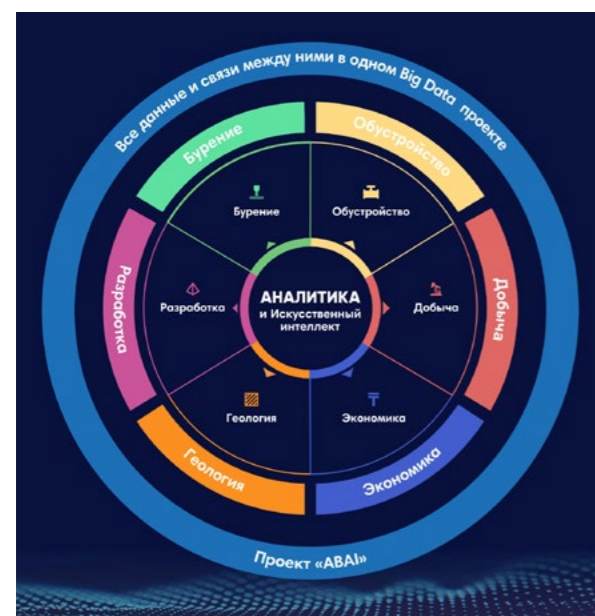 Все данные и связи между ними в одном Big Data проекте
Бурение
Обустройство
Бурение
Обустройство
Разработка
Разработка
АНАЛИТИКА
и Искусственный
интеллект
Добыча
Добыча
Геология
Экономика
Геология
Экономика
Проект «ABAI»